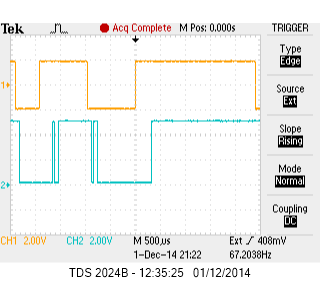 Tek Acq Complete M Pos: 0.000s TRIGGER
Type
Edge
1
Source
Ext
Slope
Rising
Mode
Normal
2
Coupling
DC
CH1 2.00V CH2 2.00V M 500µs Ext 408mV
1-Dec-14 21:22 67.2038Hz
TDS 2024B - 12:35:25 01/12/2014